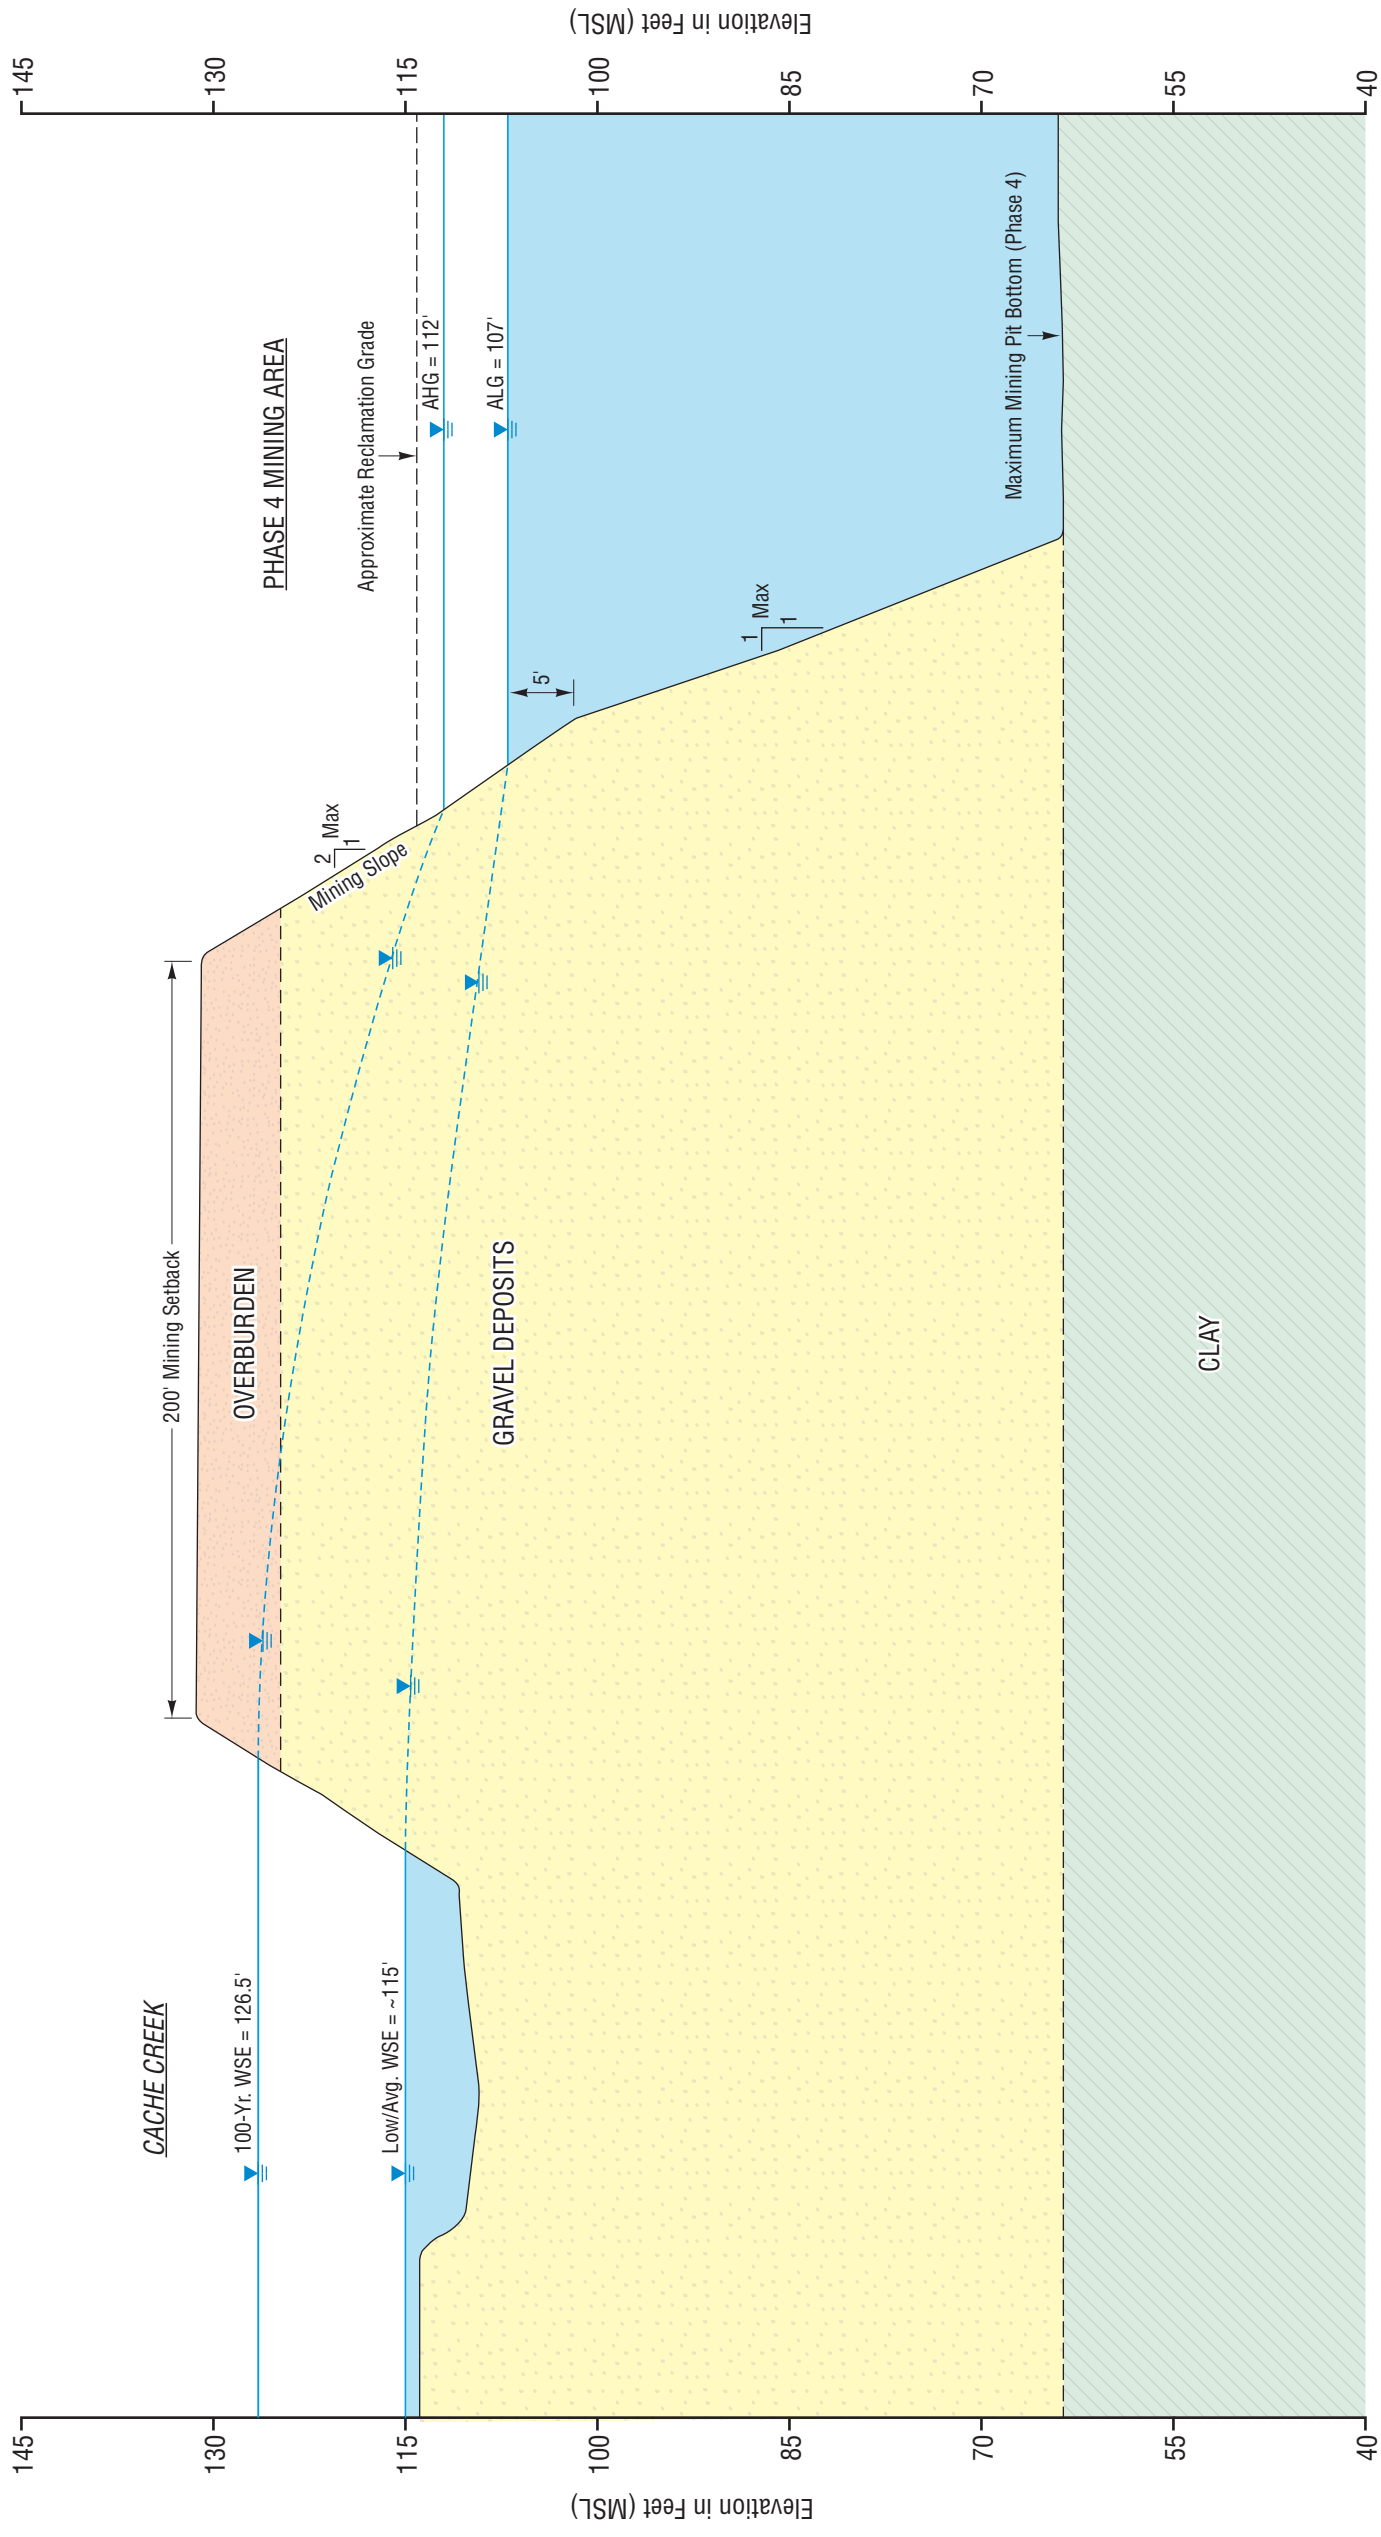 CACHE CREEK
200' Mining Setback
PHASE 4 MINING AREA
145
130
115
100
85
70
55
40
Elevation in Feet (MSL)
100-Yr. WSE = 126.5'
Low/Avg. WSE = ~115'
OVERBURDEN
GRAVEL DEPOSITS
CLAY
2
1
Max
Mining Slope
Approximate Reclamation Grade
AHG = 112'
ALG = 107'
5'
1
1
Max
Maximum Mining Pit Bottom (Phase 4)
145
130
115
100
85
70
55
40
Elevation in Feet (MSL)